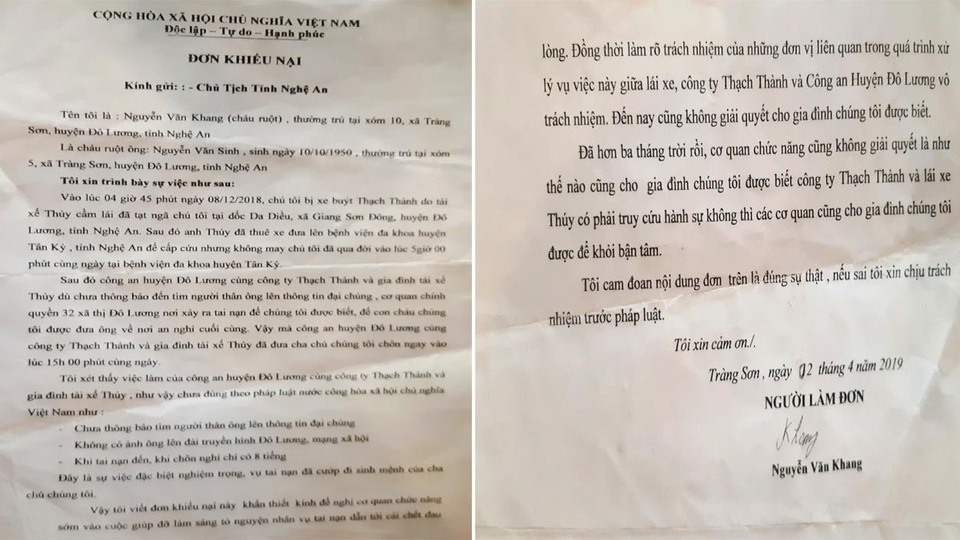 CỘNG HÒA XÃ HỘI CHỦ NGHĨA VIỆT NAM
Độc lập – Tự do – Hạnh phúc
ĐƠN KHIẾU NẠI
Kính gửi: : - Chủ Tịch Tỉnh Nghệ An
Tên tôi là : Nguyễn Văn Khang (cháu ruột) , thường trú tại xóm 10, xã Tràng
Sơn, huyện Đô Lương, tỉnh Nghệ An
Là cháu ruột ông: Nguyễn Văn Sinh , sinh ngày 10/10/1950 , thường trú tại xóm
5, xã Tràng Sơn, huyện Đô Lương, tỉnh Nghệ An
Tôi xin trình bày sự việc như sau:
Vào lúc 04 giờ 45 phút ngày 08/12/2018, chú tôi bị xe buýt Thạch Thành do tài
xế Thủy cầm lái đã tạt ngã chú tôi tại dốc Da Diều, xã Giang Sơn Đông, huyện Đô
Lương, tỉnh Nghệ An. Sau đó anh Thủy đã thuê xe đưa lên bệnh viện đa khoa huyện
Tân Kỳ , tỉnh Nghệ An để cấp cứu nhưng không may chú tôi đã qua đời vào lúc 5giờ 00
phút cùng ngày tại bệnh viện đa khoa huyện Tân Kỳ.
Sau đó công an huyện Đô Lương cùng công ty Thạch Thành và gia đình tài xế
Thủy dù chưa thông báo đến tìm người thân ông lên thông tin đại chúng , cơ quan chính
quyền 32 xã thị Đô Lương nơi xảy ra tai nạn để chúng tôi được biết, để con cháu chúng
tôi được đưa ông về nơi an nghỉ cuối cùng. Vậy mà công an huyện Đô Lương cùng
công ty Thạch Thành và gia đình tài xế Thủy đã đưa cha chú chúng tôi chôn ngay vào
lúc 15h 00 phút cùng ngày.
Tôi xét thấy việc làm của công an huyện Đô Lương cùng công ty Thạch Thành và
gia đình tài xế Thủy , như vậy chưa đúng theo pháp luật nước cộng hòa xã hội chủ nghĩa
Việt Nam như :
- Chưa thông báo tìm người thân ông lên thông tin đại chúng
- Không có ảnh ông lên đài truyền hình Đô Lương, mạng xã hội
- Khi tai nạn đến, khi chôn nghỉ chỉ có 8 tiếng
Đây là sự việc đặc biệt nghiêm trọng, vụ tai nạn đã cướp đi sinh mệnh của cha
chú chúng tôi.
Vậy tôi viết đơn khiếu nại này khẩn thiết kính đề nghị cơ quan chức năng
sớm vào cuộc giúp đỡ làm sáng tỏ nguyện nhân vụ tai nạn dẫn tới cái chết đau
lòng. Đồng thời làm rõ trách nhiệm của những đơn vị liên quan trong quá trình xử
lý vụ việc này giữa lái xe, công ty Thạch Thành và Công an Huyện Đô Lương vô
trách nhiệm. Đến nay cũng không giải quyết cho gia đình chúng tôi được biết.
Đã hơn ba tháng trời rồi, cơ quan chức năng cũng không giải quyết là như
thế nào cũng cho gia đình chúng tôi được biết công ty Thạch Thành và lái xe
Thủy có phải truy cứu hành sự không thì các cơ quan cũng cho gia đình chúng tôi
được để khỏi bận tâm.
Tôi cam đoan nội dung đơn trên là đúng sụ thật , nếu sai tôi xin chịu trách
nhiệm trước pháp luật.
Tôi xin cảm ơn./.
Tràng Sơn , ngày 02 tháng 4 năm 2019
NGƯỜI LÀM ĐƠN
Khang
Nguyễn Văn Khang